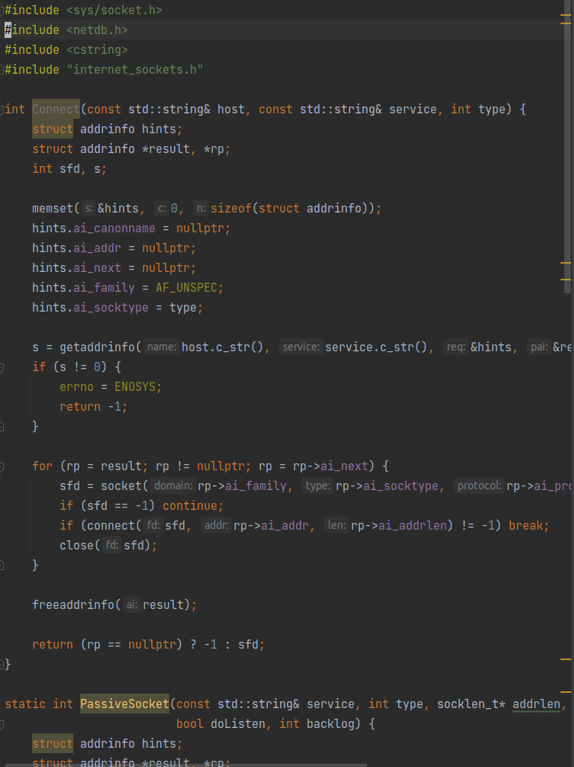 #include <sys/socket.h>
#include <netdb.h>
#include <cstring>
#include "internet_sockets.h"
int Connect(const std::string& host, const std::string& service, int type) {
struct addrinfo hints;
struct addrinfo *result, *rp;
int sfd, s;
memset( s: &hints, c: 0, n: sizeof(struct addrinfo));
hints.ai_canonname = nullptr;
hints.ai_addr = nullptr;
hints.ai_next = nullptr;
hints.ai_family = AF_UNSPEC;
hints.ai_socktype = type;
s = getaddrinfo( name: host.c_str(), service: service.c_str(), req: &hints, pai: &re
if (s != 0) {
errno = ENOSYS;
return -1;
}
for (rp = result; rp != nullptr; rp = rp->ai_next) {
sfd = socket( domain: rp->ai_family, type: rp->ai_socktype, protocol: rp->ai_pro
if (sfd == -1) continue;
if (connect( fd: sfd, addr: rp->ai_addr, len: rp->ai_addrlen) != -1) break;
close( fd: sfd);
}
freeaddrinfo( ai: result);
return (rp == nullptr) ? -1 : sfd;
}
static int PassiveSocket(const std::string& service, int type, socklen_t* addrlen,
bool doListen, int backlog) {
struct addrinfo hints;
struct addrinfo *result, *rp;